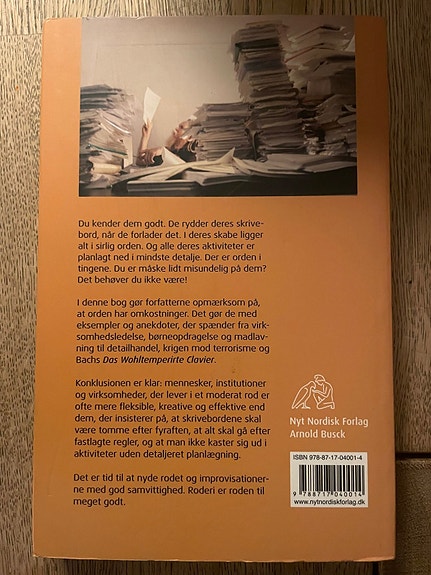 Du kender dem godt. De rydder deres skrive-
bord, når de forlader det. I deres skabe ligger
alt i sirlig orden. Og alle deres aktiviteter er
planlagt ned i mindste detalje. Der er orden i
tingene. Du er måske lidt misundelig på dem?
Det behøver du ikke være!
I denne bog gør forfatterne opmærksom på,
at orden har omkostninger. Det gør de med
eksempler og anekdoter, der spænder fra virk-
somhedsledelse, børneopdragelse og madlav-
ning til detailhandel, krigen mod terrorisme og
Bachs Das Wohltemperirte Clavier.
Konklusionen er klar: mennesker, institutioner
og virksomheder, der lever i et moderat rod er
ofte mere fleksible, kreative og effektive end
dem, der insisterer på, at skrivebordene skal
være tomme efter fyraften, at alt skal gå efter
fastlagte regler, og at man ikke kaster sig ud i
aktiviteter uden detaljeret planlægning.
Det er tid til at nyde rodet og improvisationer-
ne med god samvittighed. Roderi er roden til
meget godt.
Nyt Nordisk Forlag
Arnold Busck
ISBN 978-87-17-04001-4
9 788717 040014
www.nytnordiskforlag.dk